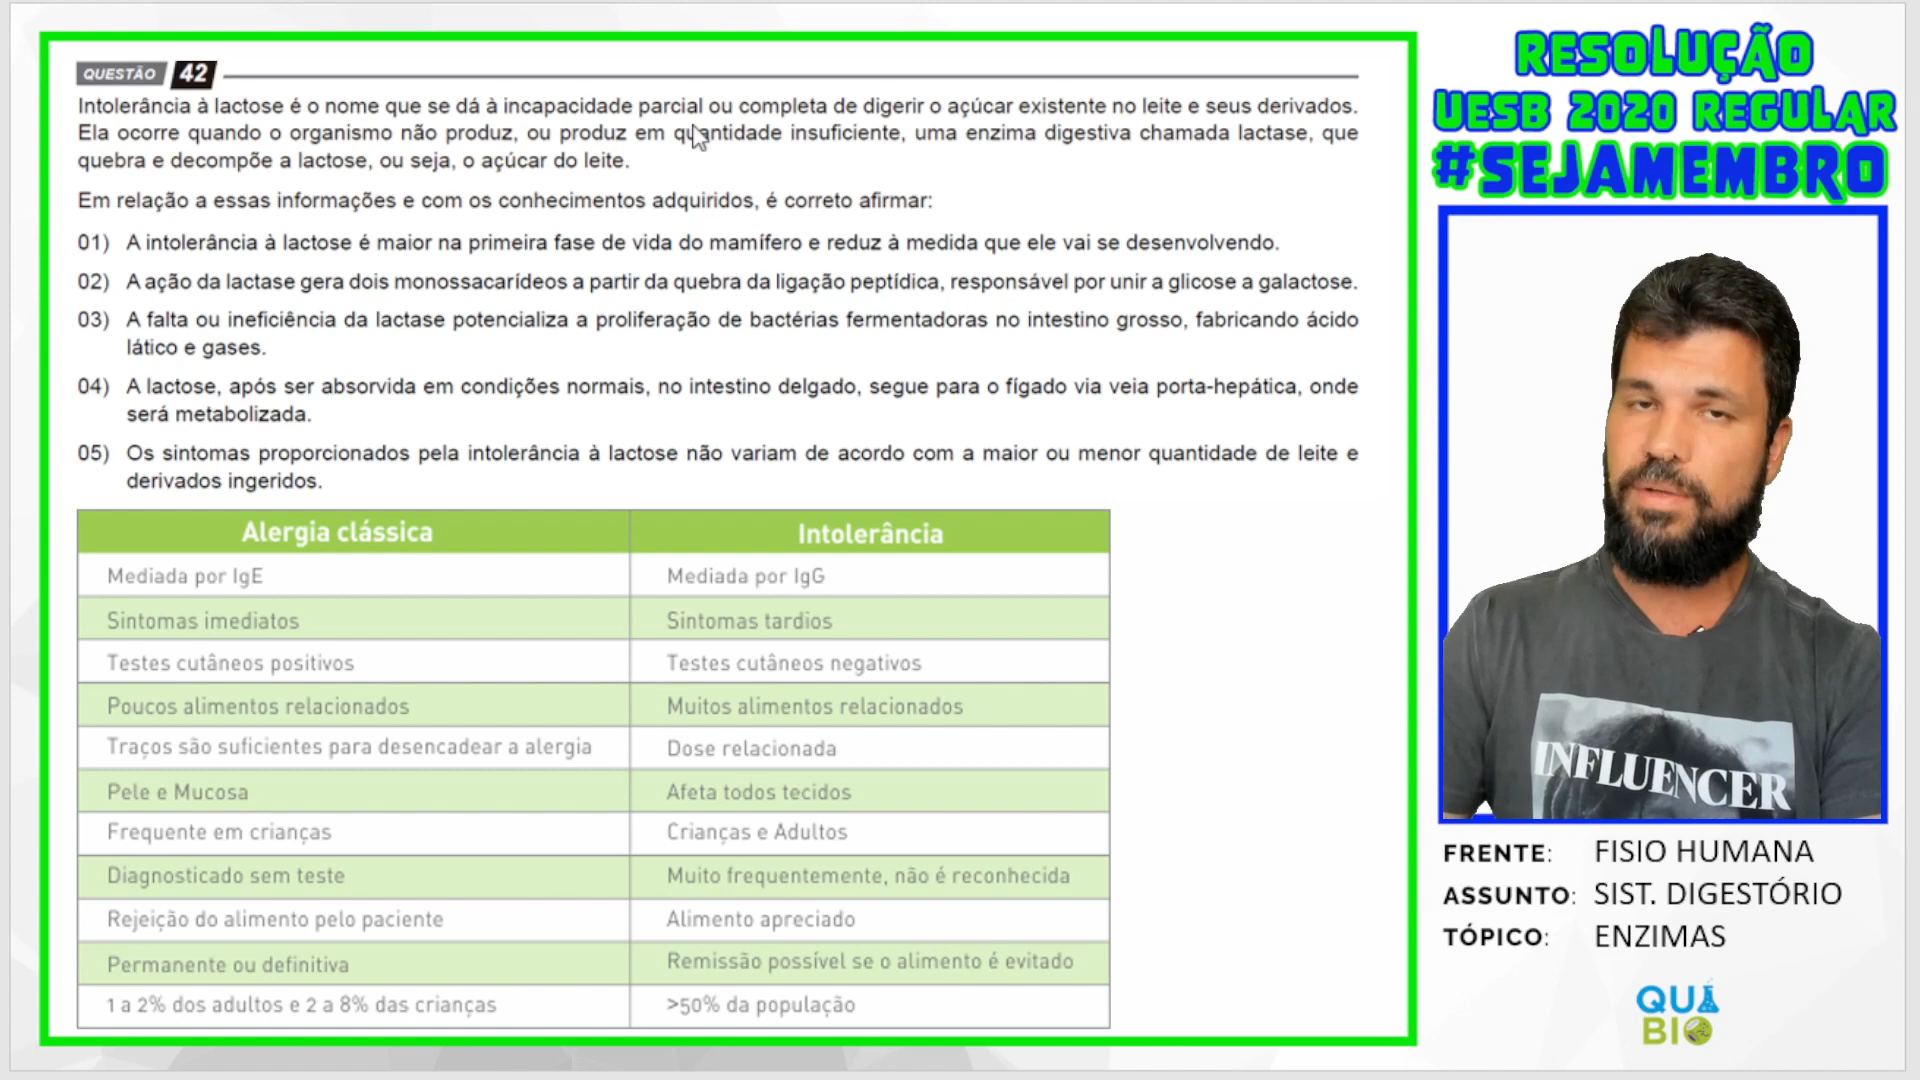 RESOLUÇÃO
UESB 2020 REGULAR
#SEJAMEMBRO
QUESTÃO 42
Intolerância à lactose é o nome que se dá à incapacidade parcial ou completa de digerir o açúcar existente no leite e seus derivados.
Ela ocorre quando o organismo não produz, ou produz em quantidade insuficiente, uma enzima digestiva chamada lactase, que
quebra e decompõe a lactose, ou seja, o açúcar do leite.
Em relação a essas informações e com os conhecimentos adquiridos, é correto afirmar:
01) A intolerância à lactose é maior na primeira fase de vida do mamífero e reduz à medida que ele vai se desenvolvendo.
02) A ação da lactase gera dois monossacarídeos a partir da quebra da ligação peptídica, responsável por unir a glicose a galactose.
03) A falta ou ineficiência da lactase potencializa a proliferação de bactérias fermentadoras no intestino grosso, fabricando ácido
lático e gases.
04) A lactose, após ser absorvida em condições normais, no intestino delgado, segue para o fígado via veia porta-hepática, onde
será metabolizada.
05) Os sintomas proporcionados pela intolerância à lactose não variam de acordo com a maior ou menor quantidade de leite e
derivados ingeridos.
Alergia clássica Intolerância
Mediada por IgE Mediada por IgG
Sintomas imediatos Sintomas tardios
Testes cutâneos positivos Testes cutâneos negativos
Poucos alimentos relacionados Muitos alimentos relacionados
Traços são suficientes para desencadear a alergia Dose relacionada
Pele e Mucosa Afeta todos tecidos
Frequente em crianças Crianças e Adultos
Diagnosticado sem teste Muito frequentemente, não é reconhecida
Rejeição do alimento pelo paciente Alimento apreciado
Permanente ou definitiva Remissão possível se o alimento é evitado
1 a 2% dos adultos e 2 a 8% das crianças >50% da população
INFLUENCER
FRENTE: FISIO HUMANA
ASSUNTO: SIST. DIGESTÓRIO
TÓPICO: ENZIMAS
QUÍ
BIO